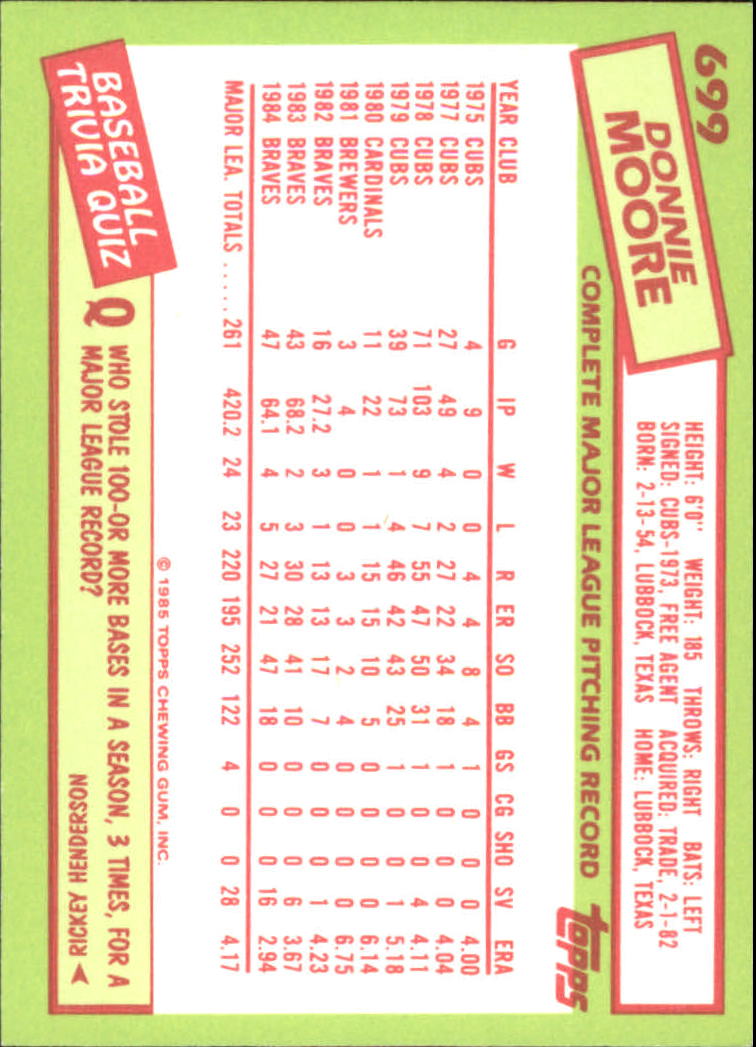 699
DONNIE
MOORE
HEIGHT: 6'0" WEIGHT: 185 THROWS: RIGHT BATS: LEFT
SIGNED: CUBS-1973, FREE AGENT ACQUIRED: TRADE, 2-1-82
BORN: 2-13-54, LUBBOCK, TEXAS HOME: LUBBOCK, TEXAS
COMPLETE MAJOR LEAGUE PITCHING RECORD
topps
YEAR CLUB G IP W L R ER SO BB GS CG SHO SV ERA
1975 CUBS 4 9 0 0 4 4 8 4 1 0 0 0 4.00
1977 CUBS 27 49 4 2 27 22 34 18 1 0 0 0 4.04
1978 CUBS 71 103 9 7 55 47 50 31 1 0 0 4 4.11
1979 CUBS 39 73 1 4 46 42 43 25 1 0 0 1 5.18
1980 CARDINALS 11 22 1 1 15 15 10 5 0 0 0 0 6.14
1981 BREWERS 3 4 0 0 3 3 2 4 0 0 0 0 6.75
1982 BRAVES 16 27.2 3 1 13 13 17 7 0 0 0 1 4.23
1983 BRAVES 43 68.2 2 3 30 28 41 10 0 0 0 6 3.67
1984 BRAVES 47 64.1 4 5 27 21 47 18 0 0 0 16 2.94
MAJOR LEA. TOTALS ..... 261 420.2 24 23 220 195 252 122 4 0 0 28 4.17
© 1985 TOPPS CHEWING GUM, INC.
BASEBALL
TRIVIA QUIZ
Q WHO STOLE 100-OR MORE BASES IN A SEASON, 3 TIMES, FOR A
MAJOR LEAGUE RECORD?
RICKEY HENDERSON